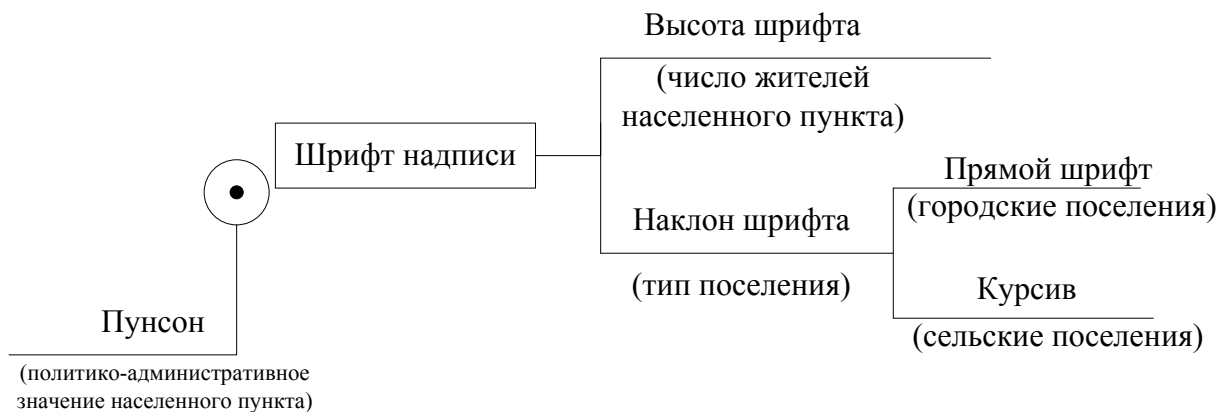 Высота шрифта
(число жителей
населенного пункта)
Шрифт надписи
Прямой шрифт
(городские поселения)
Наклон шрифта
(тип поселения)
Курсив
(сельские поселения)
Пунсон
(политико-административное
значение населенного пункта)